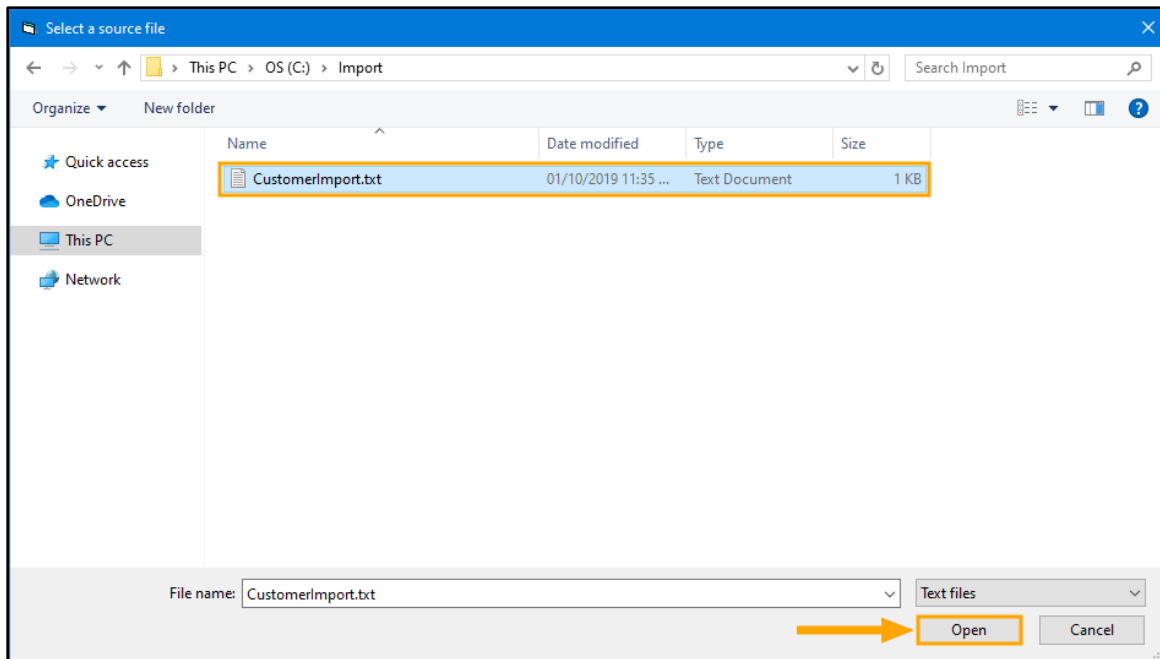 Select a source file
This PC > OS (C:) > Import
Search Import
Organize
New folder
?
Name
Date modified
Type
Size
Quick access
OneDrive
This PC
Network
CustomerImport.txt
01/10/2019 11:35 ...
Text Document
1 KB
File name:
CustomerImport.txt
Text files
Open
Cancel